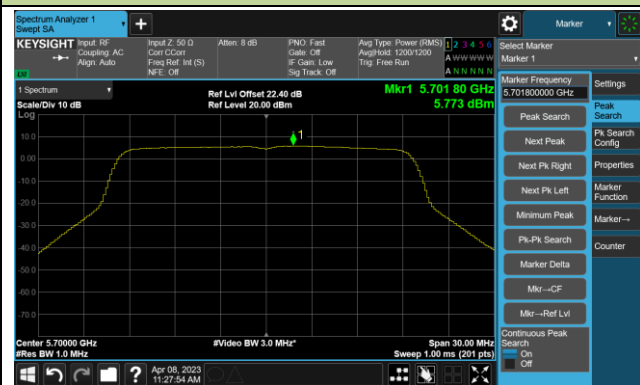 Spectrum Analyzer 1
Swept SA
Marker
KEYSIGHT
Input: RF
Coupling: AC
Align: Auto
Input Z: 50 Ω
Corr CCorr
Freq Ref: Int (S)
NFE: Off
Atten: 8 dB
PNO: Fast
Gate: Off
IF Gain: Low
Sig Track: Off
Avg Type: Power (RMS)
Avg|Hold: 1200/1200
Trig: Free Run
1 2 3 4 5 6
A W W W W W
A N N N N N
Select Marker
Marker 1
1 Spectrum
Scale/Div 10 dB
Log
Ref Lvl Offset 22.40 dB
Ref Level 20.00 dBm
Mkr1 5.701 80 GHz
5.773 dBm
1
10.0
0.00
-10.0
-20.0
-30.0
-40.0
-50.0
-60.0
-70.0
Center 5.70000 GHz
#Res BW 1.0 MHz
#Video BW 3.0 MHz*
Span 30.00 MHz
Sweep 1.00 ms (201 pts)
Marker Frequency
5.701800000 GHz
Peak Search
Next Peak
Next Pk Right
Next Pk Left
Minimum Peak
Pk-Pk Search
Marker Delta
Mkr→CF
Mkr→Ref Lvl
Continuous Peak
Search
On
Off
Settings
Peak
Search
Pk Search
Config
Properties
Marker
Function
Marker→
Counter
Apr 08, 2023
11:27:54 AM